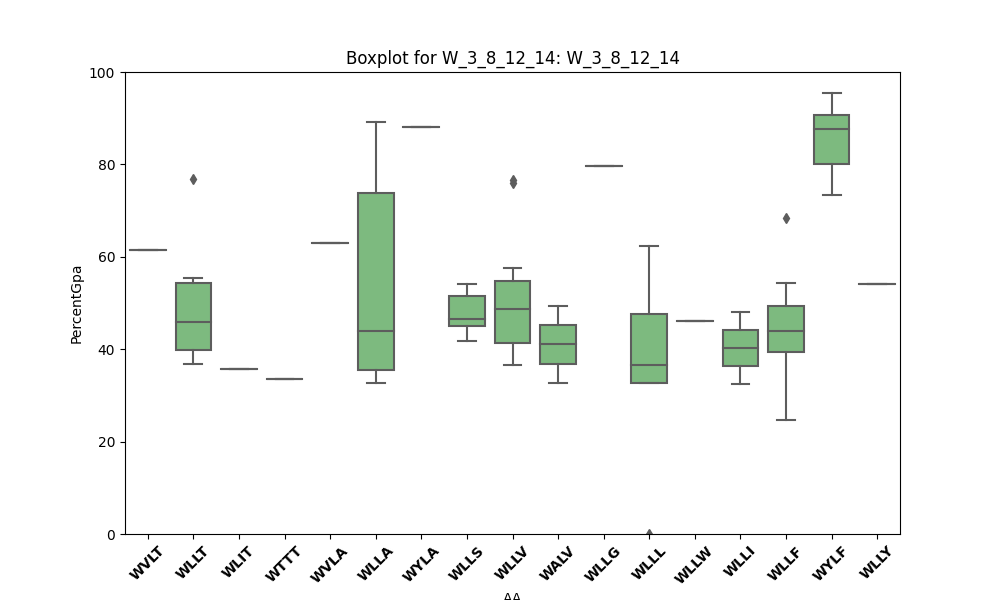 Boxplot for W_3_8_12_14: W_3_8_12_14
100
80
60
40
20
0
PercentGpa
WVLT WLLT WLIT WTTT WVLA WLLA WYLA WLLS WLLV WALV WLLG WLLL WLLW WLLI WLLF WYLF WLLY
AA